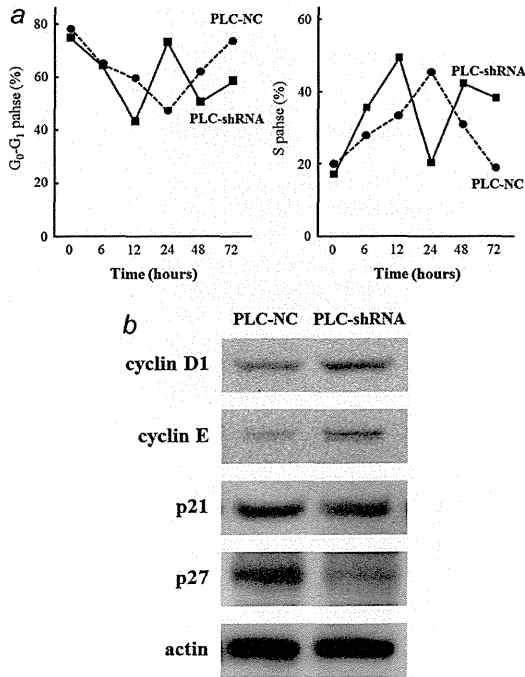 a
80
60
40
20
0
G0-G1 pahse (%)
PLC-NC
PLC-shRNA
0 6 12 24 48 72
Time (hours)
60
40
20
0
S pahse (%)
PLC-shRNA
PLC-NC
0 6 12 24 48 72
Time (hours)
b
PLC-NC PLC-shRNA
cyclin D1
cyclin E
p21
p27
actin